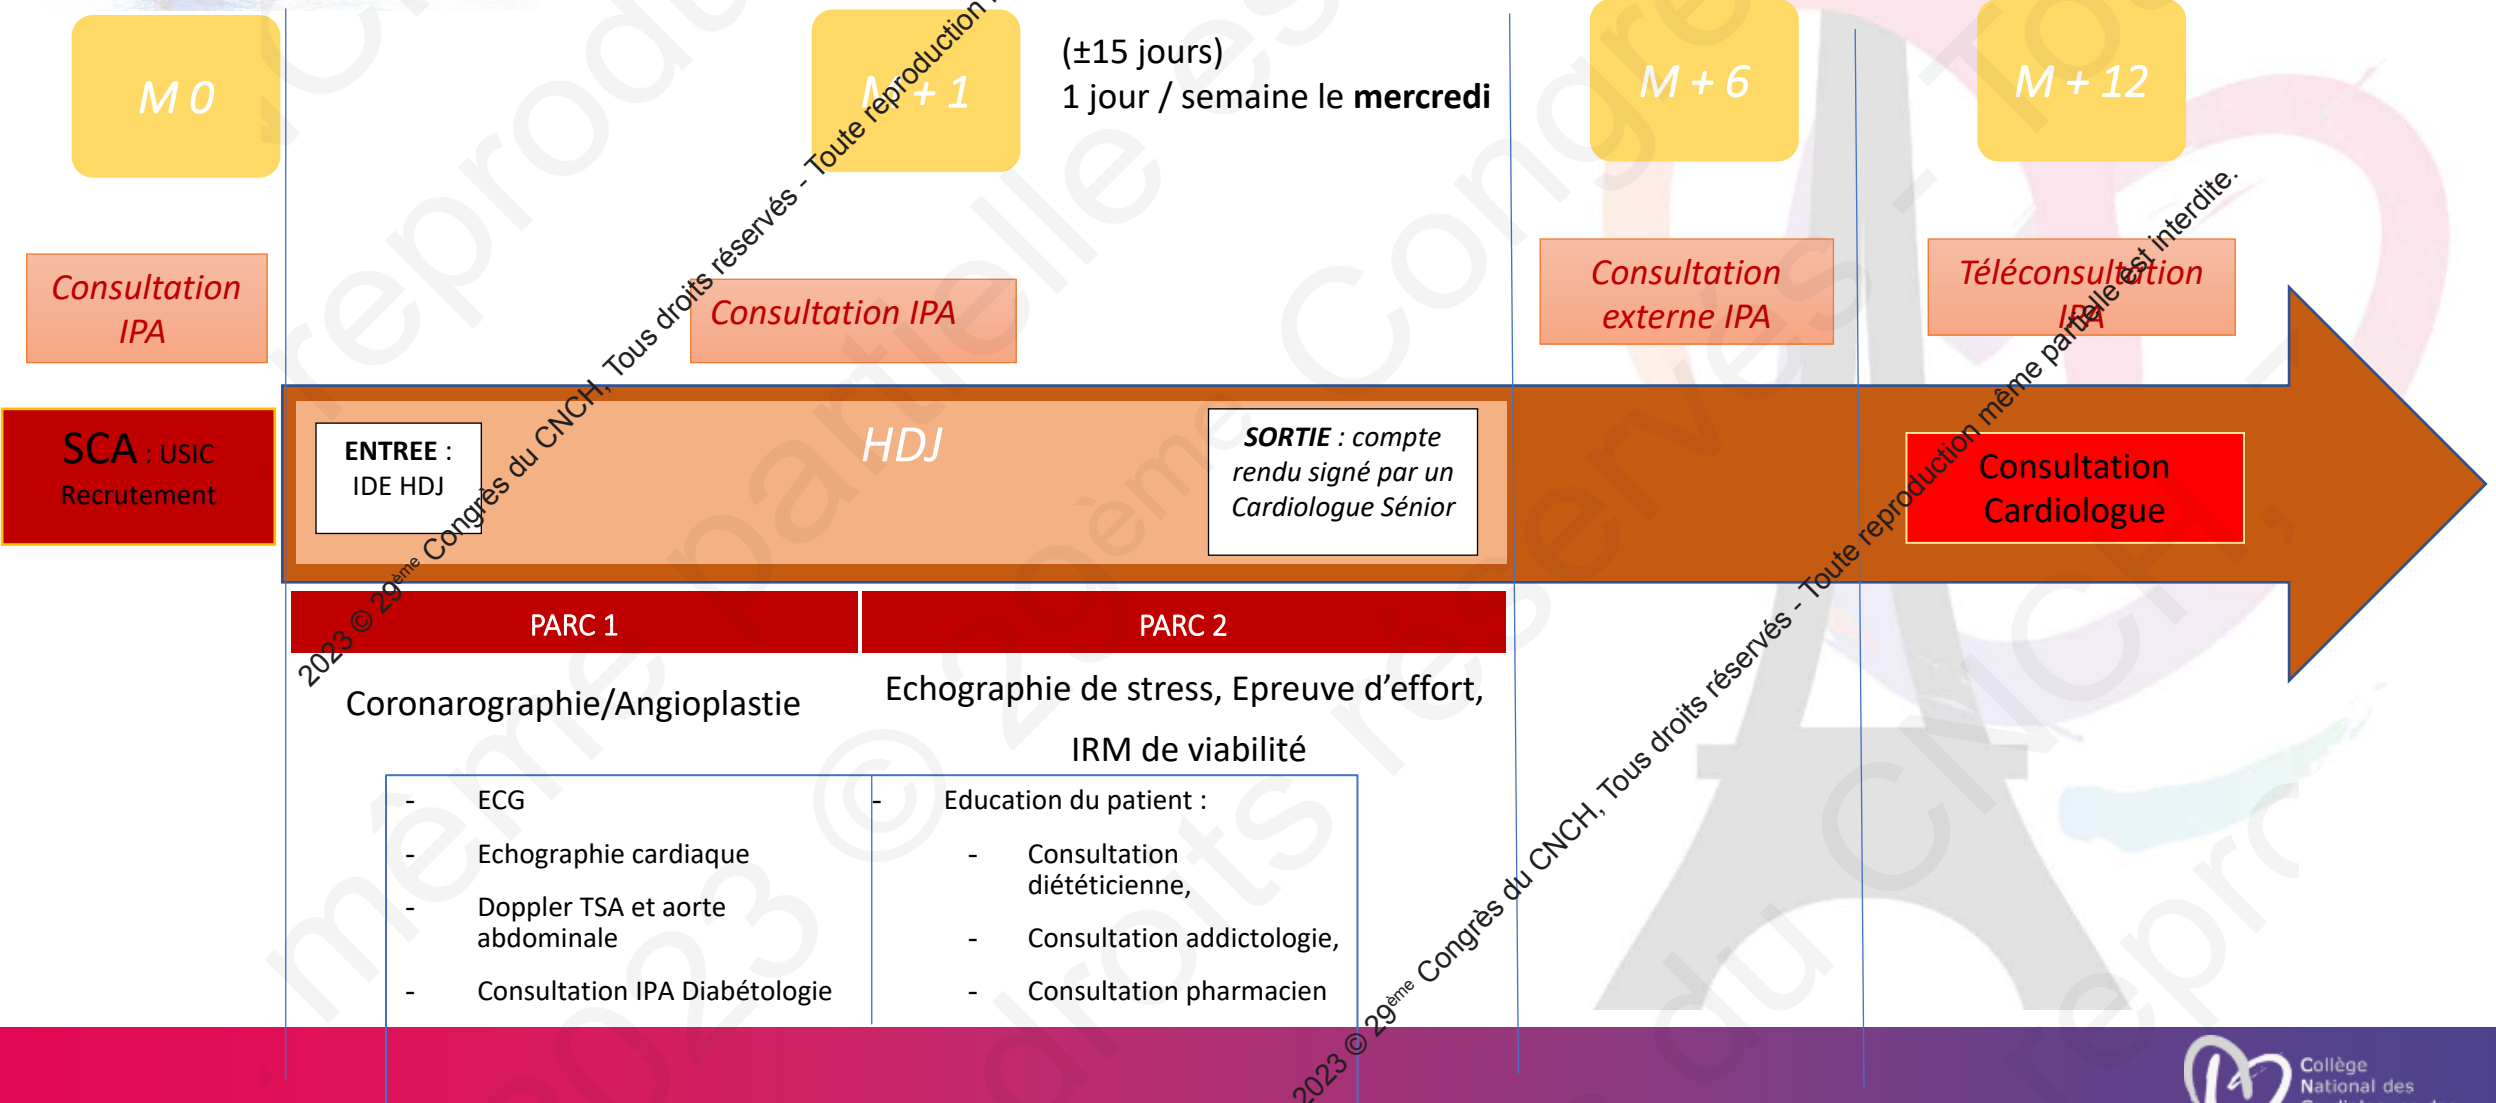 M 0
M + 1
(±15 jours)
1 jour / semaine le mercredi
M + 6
M + 12
Consultation
IPA
Consultation IPA
Consultation
externe IPA
Téléconsultation
IPA
SCA : USIC
Recrutement
ENTREE :
IDE HDJ
HDJ
SORTIE : compte
rendu signé par un
Cardiologue Sénior
Consultation
Cardiologue
PARC 1
PARC 2
Coronarographie/Angioplastie
Echographie de stress, Epreuve d'effort,
IRM de viabilité
- ECG
- Echographie cardiaque
- Doppler TSA et aorte
abdominale
- Consultation IPA Diabétologie
- Education du patient :
- Consultation
diététicienne,
- Consultation addictologie,
- Consultation pharmacien
2023 © 29ème Congrès du CNCH, Tous droits réservés - Toute reproduction
2023 © 29ème Congrès du CNCH, Tous droits réservés - Toute reproduction même partielle est interdite.
Collège
National des